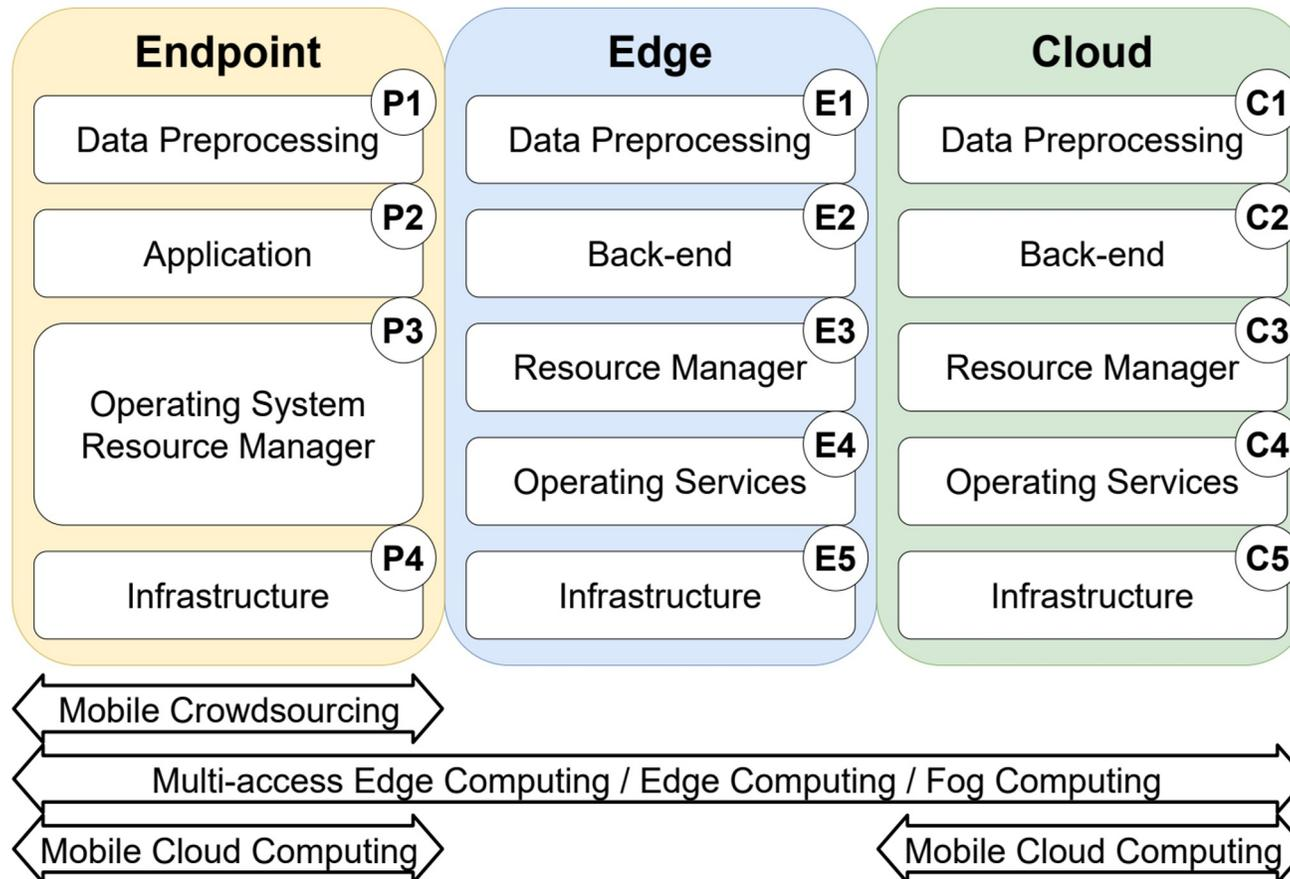 Endpoint
P1
Data Preprocessing
P2
Application
P3
Operating System
Resource Manager
P4
Infrastructure
Edge
E1
Data Preprocessing
E2
Back-end
E3
Resource Manager
E4
Operating Services
E5
Infrastructure
Cloud
C1
Data Preprocessing
C2
Back-end
C3
Resource Manager
C4
Operating Services
C5
Infrastructure
Mobile Crowdsourcing
Multi-access Edge Computing / Edge Computing / Fog Computing
Mobile Cloud Computing
Mobile Cloud Computing